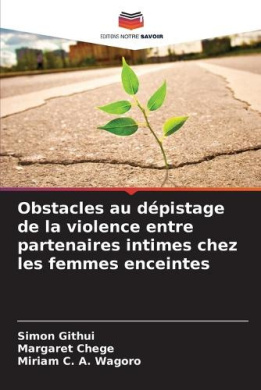 EDITIONS NOTRE SAVOIR
Obstacles au dépistage
de la violence entre
partenaires intimes chez
les femmes enceintes
Simon Githui
Margaret Chege
Miriam C. A. Wagoro